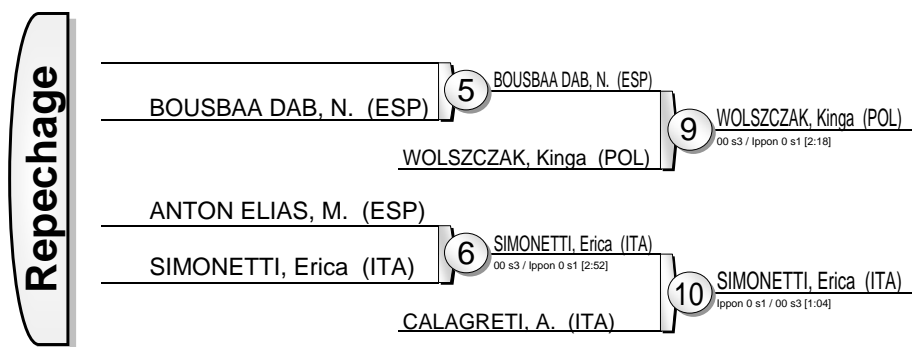 Repechage
BOUSBAA DAB, N. (ESP)
5
BOUSBAA DAB, N. (ESP)
WOLSZCZAK, Kinga (POL)
9
WOLSZCZAK, Kinga (POL)
00 s3 / Ippon 0 s1 [2:18]
ANTON ELIAS, M. (ESP)
SIMONETTI, Erica (ITA)
6
SIMONETTI, Erica (ITA)
00 s3 / Ippon 0 s1 [2:52]
CALAGRETI, A. (ITA)
10
SIMONETTI, Erica (ITA)
Ippon 0 s1 / 00 s3 [1:04]